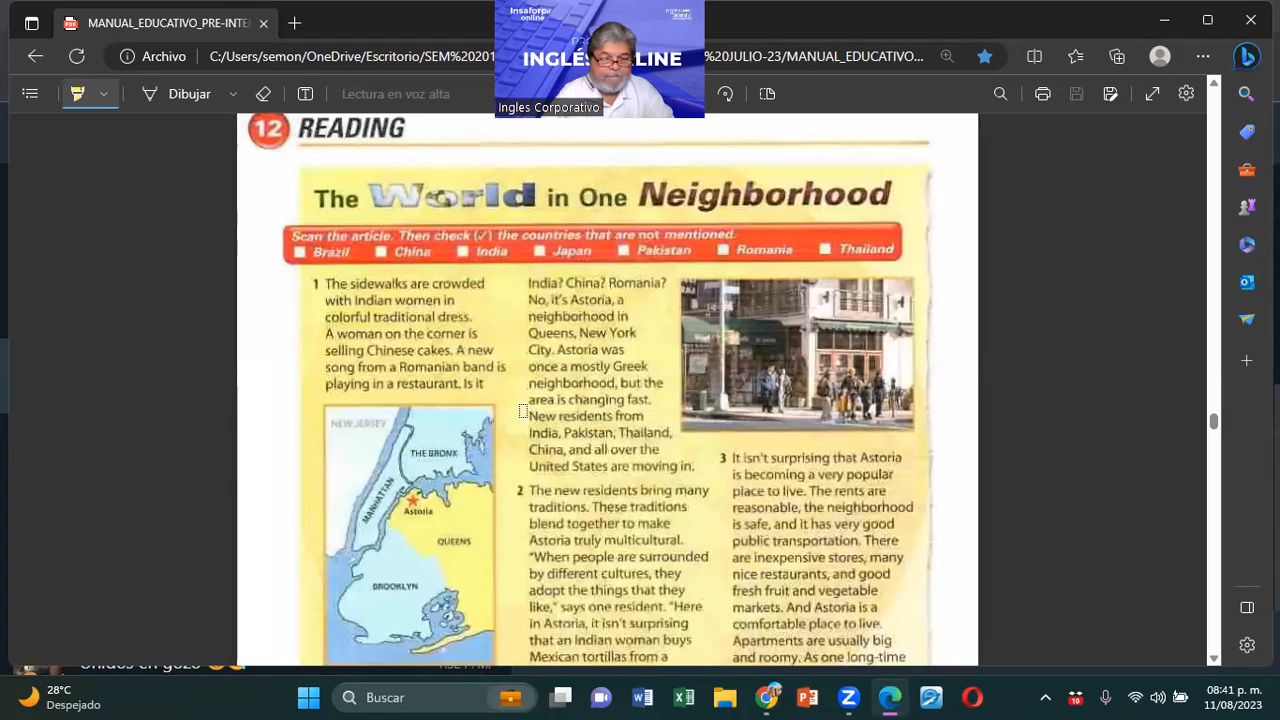 MANUAL_EDUCATIVO_PRE-INTE
Insaforp
online
INGLÉS ONLINE
Ingles Corporativo
Archivo
C:/Users/semon/OneDrive/Escritorio/SEM%20
%20JULIO-23/MANUAL_EDUCATIVO...
Dibujar
Lectura en voz alta
12 READING
The World in One Neighborhood
Scan the article. Then check (✓) the countries that are not mentioned.
Brazil China India Japan Pakistan Romania Thailand
1 The sidewalks are crowded
with Indian women in
colorful traditional dress.
A woman on the corner is
selling Chinese cakes. A new
song from a Romanian band is
playing in a restaurant. Is it
NEW JERSEY
THE BRONX
MANHATTAN
Astoria
QUEENS
BROOKLYN
India? China? Romania?
No, it's Astoria, a
neighborhood in
Queens, New York
City. Astoria was
once a mostly Greek
neighborhood, but the
area is changing fast.
New residents from
India, Pakistan, Thailand,
China, and all over the
United States are moving in.
2 The new residents bring many
traditions. These traditions
blend together to make
Astoria truly multicultural.
"When people are surrounded
by different cultures, they
adopt the things that they
like," says one resident. "Here
in Astoria, it isn't surprising
that an Indian woman buys
Mexican tortillas from a
3 It isn't surprising that Astoria
is becoming a very popular
place to live. The rents are
reasonable, the neighborhood
is safe, and it has very good
public transportation. There
are inexpensive stores, many
nice restaurants, and good
fresh fruit and vegetable
markets. And Astoria is a
comfortable place to live.
Apartments are usually big
and roomy. As one long-time
28°C
Despejado
Buscar
08:41 p. m.
11/08/2023